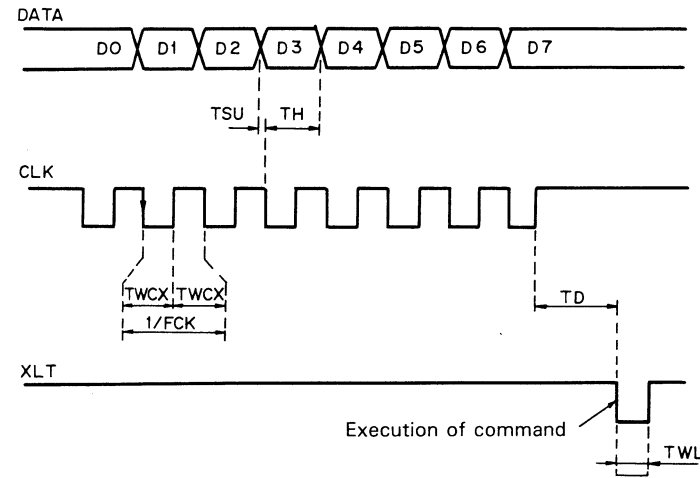 DATA
D0 D1 D2 D3 D4 D5 D6 D7
TSU TH
CLK
TWCX TWCX
TD
1/FCK
XLT
Execution of command
TWL